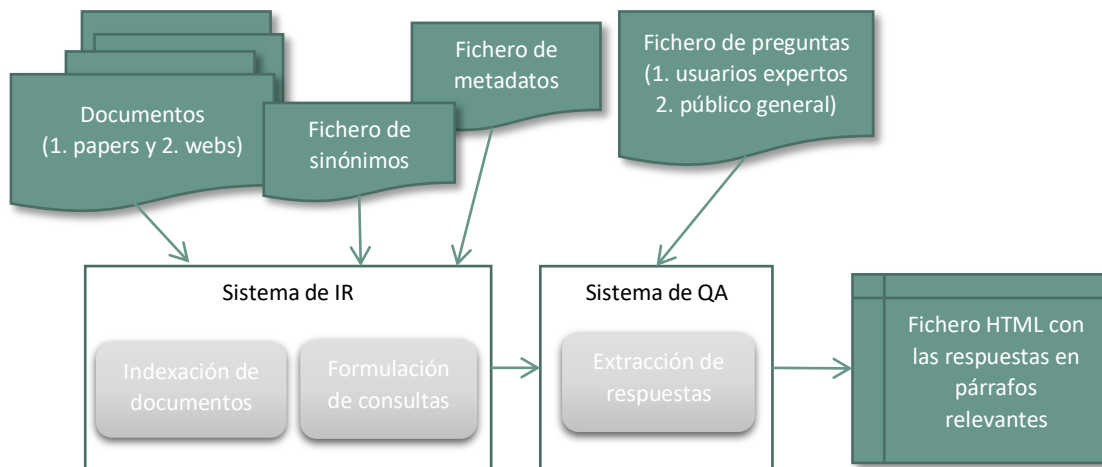 Documentos
(1. papers y 2. webs)
Fichero de
sinónimos
Fichero de
metadatos
Fichero de preguntas
(1. usuarios expertos
2. público general)
Sistema de IR
Indexación de
documentos
Formulación
de consultas
Sistema de QA
Extracción de
respuestas
Fichero HTML con
las respuestas en
párrafos
relevantes